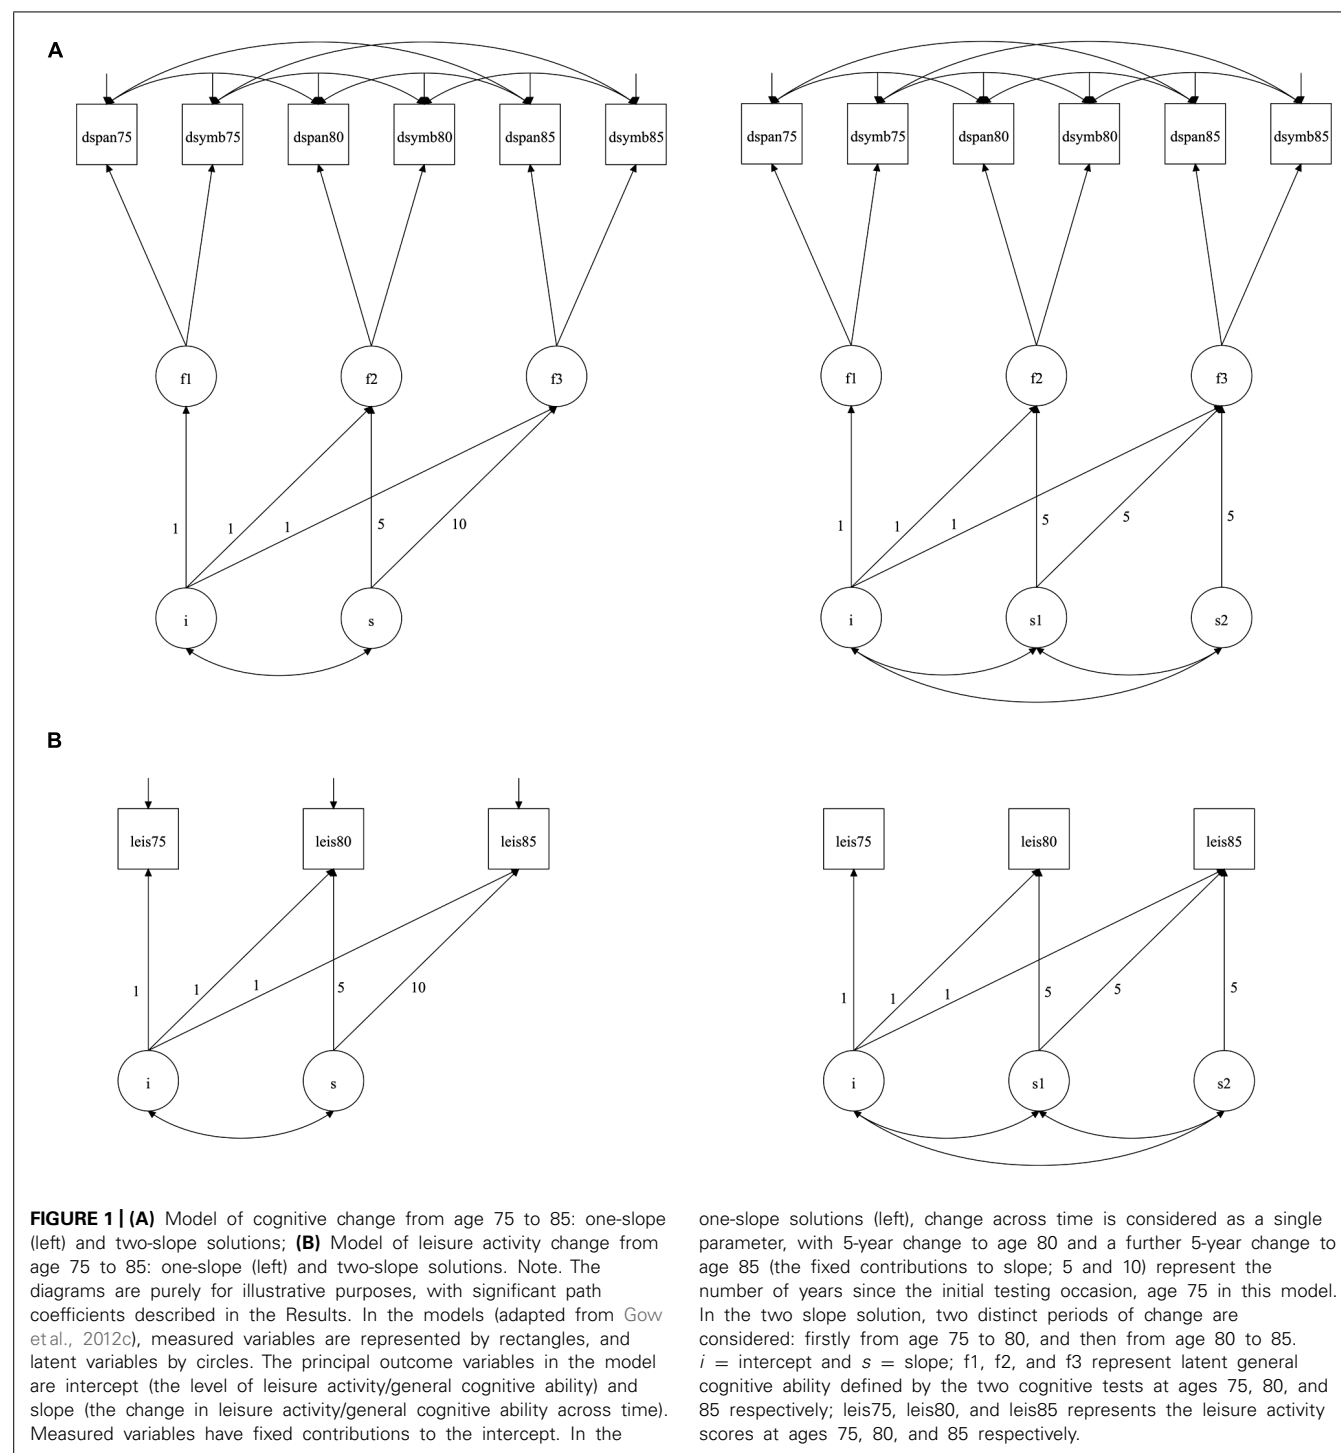 A
dspan75 dsymb75 dspan80 dsymb80 dspan85 dsymb85
f1 f2 f3
1 1 1 5 10
i s
dspan75 dsymb75 dspan80 dsymb80 dspan85 dsymb85
f1 f2 f3
1 1 1 5 5 5
i s1 s2
B
leis75 leis80 leis85
1 1 1 5 10
i s
leis75 leis80 leis85
1 1 1 5 5 5
i s1 s2
FIGURE 1 | (A) Model of cognitive change from age 75 to 85: one-slope
(left) and two-slope solutions; (B) Model of leisure activity change from
age 75 to 85: one-slope (left) and two-slope solutions. Note. The
diagrams are purely for illustrative purposes, with significant path
coefficients described in the Results. In the models (adapted from Gow
et al., 2012c), measured variables are represented by rectangles, and
latent variables by circles. The principal outcome variables in the model
are intercept (the level of leisure activity/general cognitive ability) and
slope (the change in leisure activity/general cognitive ability across time).
Measured variables have fixed contributions to the intercept. In the
one-slope solutions (left), change across time is considered as a single
parameter, with 5-year change to age 80 and a further 5-year change to
age 85 (the fixed contributions to slope; 5 and 10) represent the
number of years since the initial testing occasion, age 75 in this model.
In the two slope solution, two distinct periods of change are
considered: firstly from age 75 to 80, and then from age 80 to 85.
i = intercept and s = slope; f1, f2, and f3 represent latent general
cognitive ability defined by the two cognitive tests at ages 75, 80, and
85 respectively; leis75, leis80, and leis85 represents the leisure activity
scores at ages 75, 80, and 85 respectively.